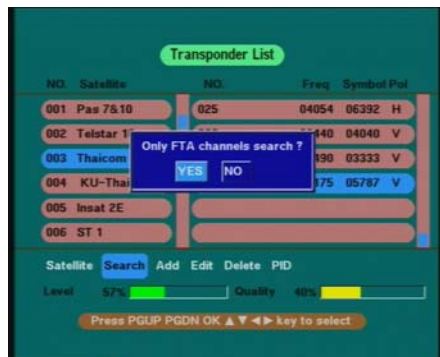 Transponder List
NO. Satellite NO. Freq Symbol Pol
001 Pas 7&10 025 04054 06392 H
002 Telstar 1 440 04040 V
Only FTA channels search ?
003 Thaicom 490 03333 V
YES NO
004 KU-Thai 175 05787 V
005 Insat 2E
006 ST 1
Satellite Search Add Edit Delete PID
Level 57% Quality 40%
Press PGUP PGDN OK ▲ ▼ ◄ ► key to select